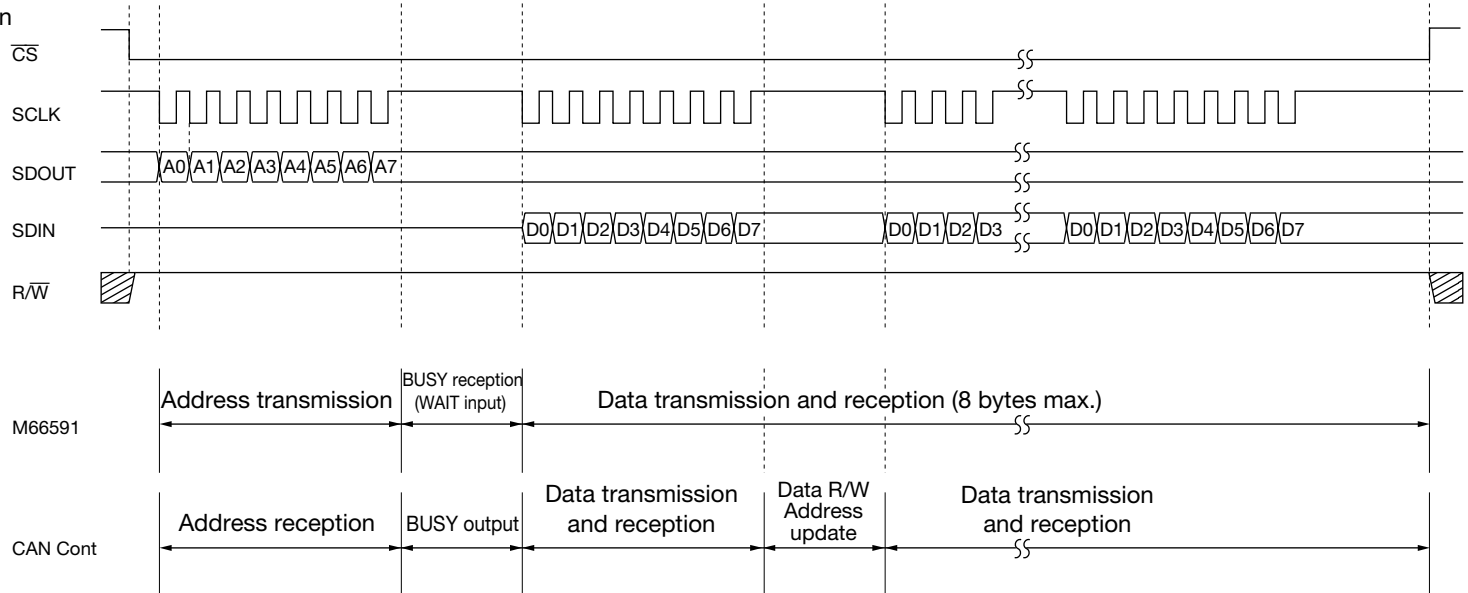 n
CS
SCLK
SDOUT A0 A1 A2 A3 A4 A5 A6 A7
SDIN D0 D1 D2 D3 D4 D5 D6 D7 D0 D1 D2 D3 D0 D1 D2 D3 D4 D5 D6 D7
R/W
M66591
Address transmission
BUSY reception
(WAIT input)
Data transmission and reception (8 bytes max.)
CAN Cont
Address reception
BUSY output
Data transmission
and reception
Data R/W
Address
update
Data transmission
and reception